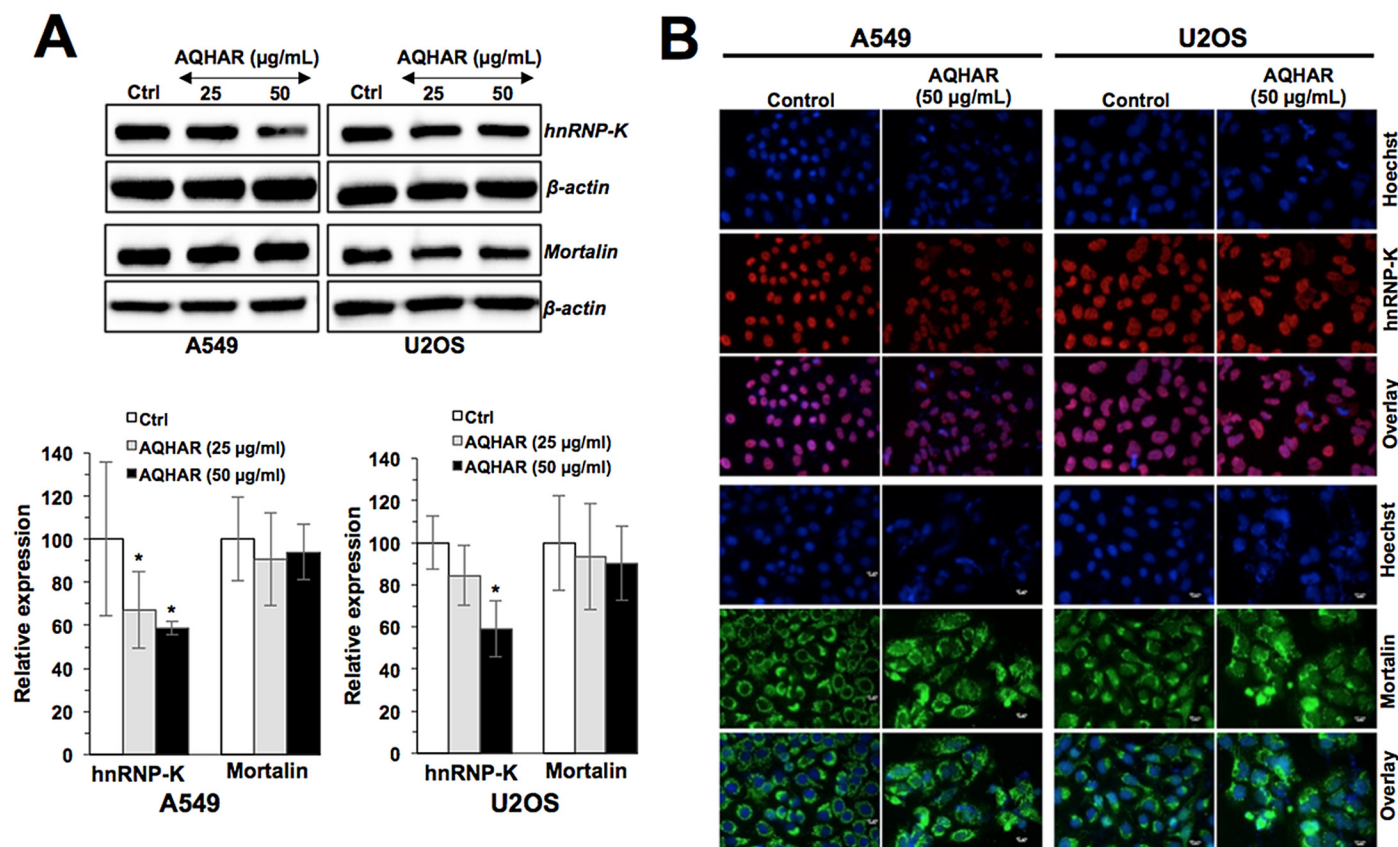 A
AQHAR (µg/mL) AQHAR (µg/mL)
Ctrl 25 50 Ctrl 25 50
hnRNP-K
β-actin
Mortalin
β-actin
A549 U2OS
Ctrl
AQHAR (25 µg/ml)
AQHAR (50 µg/ml)
Relative expression
140
120
100
80
60
40
20
0
*
*
hnRNP-K Mortalin
A549
Ctrl
AQHAR (25 µg/ml)
AQHAR (50 µg/ml)
Relative expression
140
120
100
80
60
40
20
0
*
hnRNP-K Mortalin
U2OS
B
A549 U2OS
Control AQHAR (50 µg/mL) Control AQHAR (50 µg/mL)
Hoechst
hnRNP-K
Overlay
Hoechst
Mortalin
Overlay